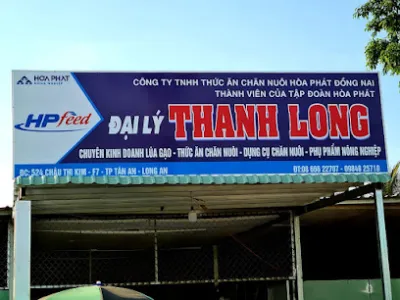 HÒA PHÁT
CÔNG TY TNHH THỨC ĂN CHĂN NUÔI HÒA PHÁT ĐỒNG NAI
THÀNH VIÊN CỦA TẬP ĐOÀN HÒA PHÁT
HPfeed
ĐẠI LÝ THANH LONG
CHUYÊN KINH DOANH LÚA GẠO - THỨC ĂN CHĂN NUÔI - DỤNG CỤ CHĂN NUÔI - PHỤ PHẨM NÔNG NGHIỆP
ĐC: 52A CHÂU THỊ KIM - F7 - TP TÂN AN - LONG AN